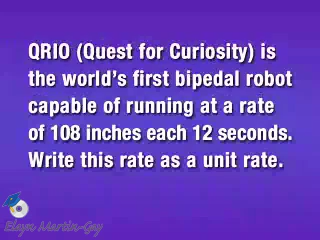 QRIO (Quest for Curiosity) is
the world's first bipedal robot
capable of running at a rate
of 108 inches each 12 seconds.
Write this rate as a unit rate.
Elayn Martin-Gay